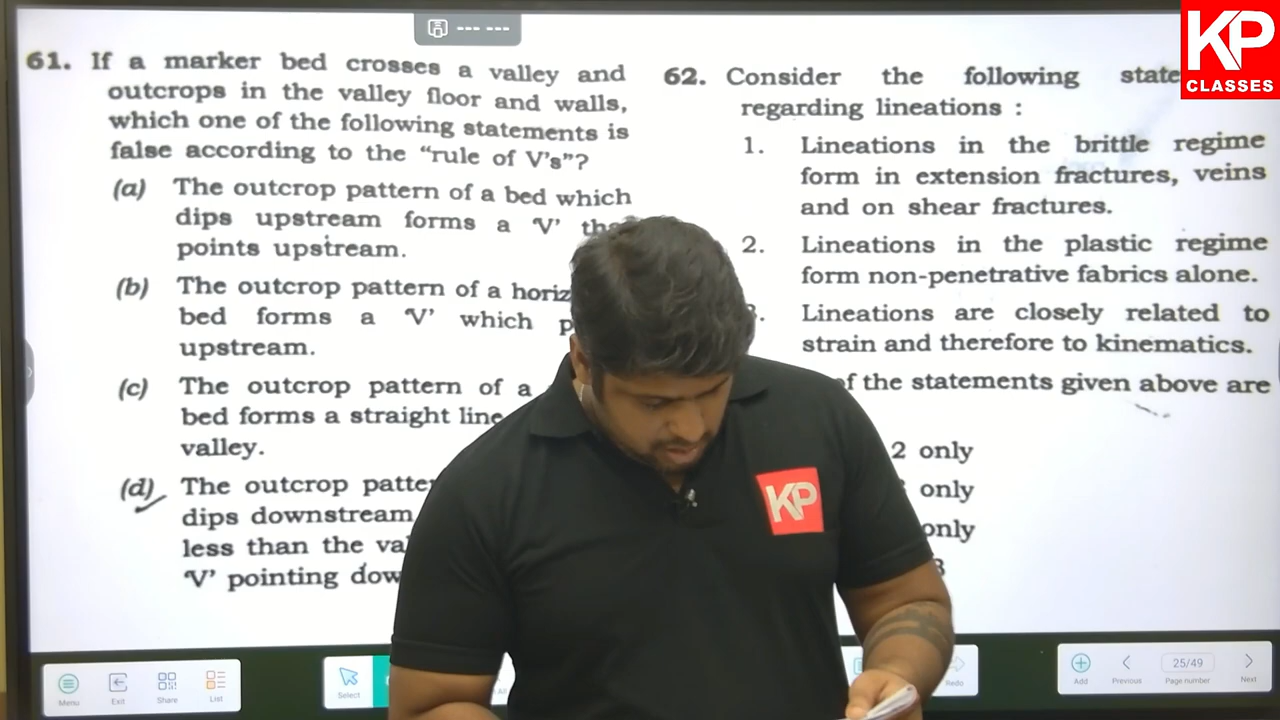 61. If a marker bed crosses a valley and
outcrops in the valley floor and walls,
which one of the following statements is
false according to the “rule of V's”?
(a) The outcrop pattern of a bed which
dips upstream forms a 'V'
points upstream.
(b) The outcrop pattern of a
bed forms a 'V' which
upstream.
(c) The outcrop pattern of a
bed forms a straight line
valley.
(d) The outcrop
dips downstream
less than the
'V' pointing
62. Consider the following
regarding lineations :
1. Lineations in the brittle regime
form in extension fractures, veins
and on shear fractures.
2. Lineations in the plastic regime
form non-penetrative fabrics alone.
Lineations are closely related to
strain and therefore to kinematics.
of the statements given above are
2 only
only
only
3
KP
CLASSES
KP
Menu
Exit
Share
List
Select
All
Redo
Add
Previous
25/49
Page number
Next